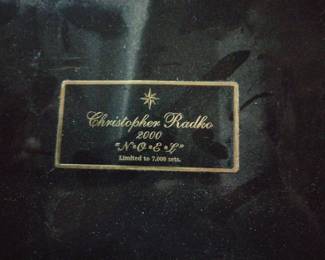 Christopher Radko
2000
"N*O*E*L"
Limited to 7,000 sets.